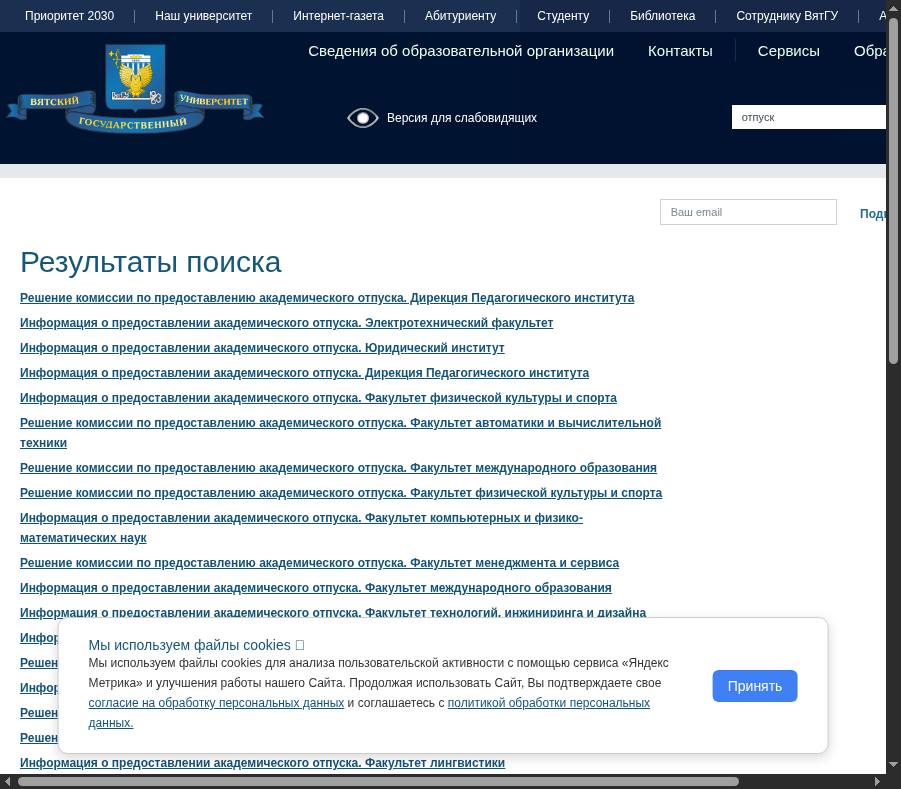 Приоритет 2030
Наш университет
Интернет-газета
Абитуриенту
Студенту
Библиотека
Сотруднику ВятГУ
Сведения об образовательной организации
Контакты
Сервисы
ВЯТСКИЙ
ГОСУДАРСТВЕННЫЙ
УНИВЕРСИТЕТ
Версия для слабовидящих
отпуск
Ваш email
Результаты поиска
Решение комиссии по предоставлению академического отпуска. Дирекция Педагогического института
Информация о предоставлении академического отпуска. Электротехнический факультет
Информация о предоставлении академического отпуска. Юридический институт
Информация о предоставлении академического отпуска. Дирекция Педагогического института
Информация о предоставлении академического отпуска. Факультет физической культуры и спорта
Решение комиссии по предоставлению академического отпуска. Факультет автоматики и вычислительной
техники
Решение комиссии по предоставлению академического отпуска. Факультет международного образования
Решение комиссии по предоставлению академического отпуска. Факультет физической культуры и спорта
Информация о предоставлении академического отпуска. Факультет компьютерных и физико-
математических наук
Решение комиссии по предоставлению академического отпуска. Факультет менеджмента и сервиса
Информация о предоставлении академического отпуска. Факультет международного образования
Информация о предоставлении академического отпуска. Факультет технологий, инжиниринга и дизайна
Мы используем файлы cookies
Мы используем файлы cookies для анализа пользовательской активности с помощью сервиса «Яндекс
Метрика» и улучшения работы нашего Сайта. Продолжая использовать Сайт, Вы подтверждаете свое
согласие на обработку персональных данных и соглашаетесь с политикой обработки персональных
данных.
Принять
Информация о предоставлении академического отпуска. Факультет лингвистики